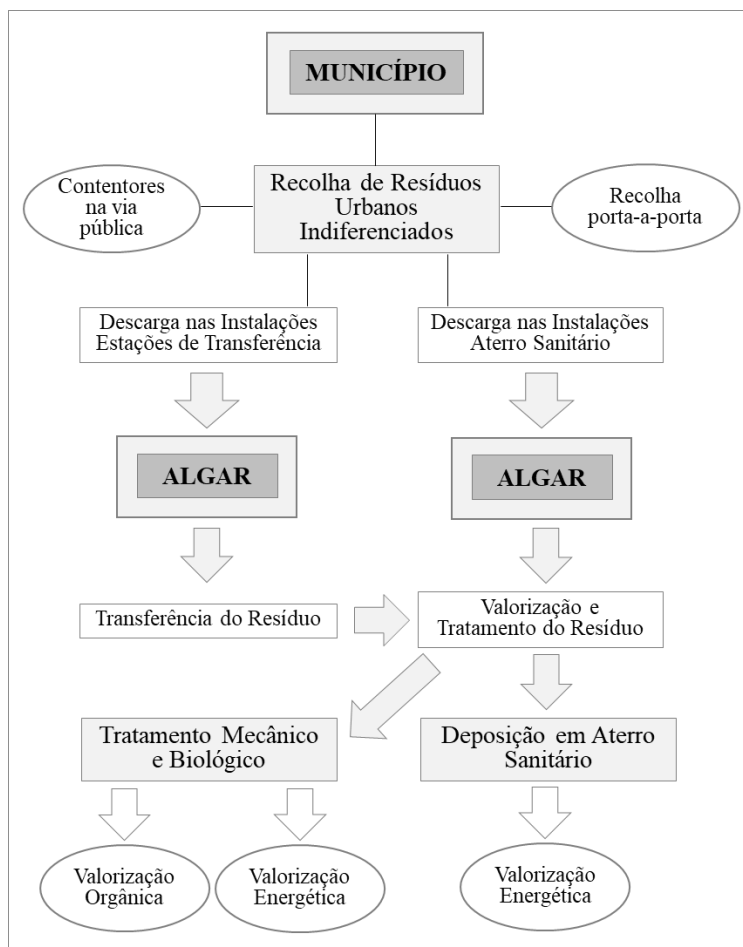 MUNICÍPIO
Contentores
na via
pública
Recolha de Resíduos
Urbanos
Indiferenciados
Recolha
porta-a-porta
Descarga nas Instalações
Estações de Transferência
Descarga nas Instalações
Aterro Sanitário
ALGAR
ALGAR
Transferência do Resíduo
Valorização e
Tratamento do Resíduo
Tratamento Mecânico
e Biológico
Deposição em Aterro
Sanitário
Valorização
Orgânica
Valorização
Energética
Valorização
Energética